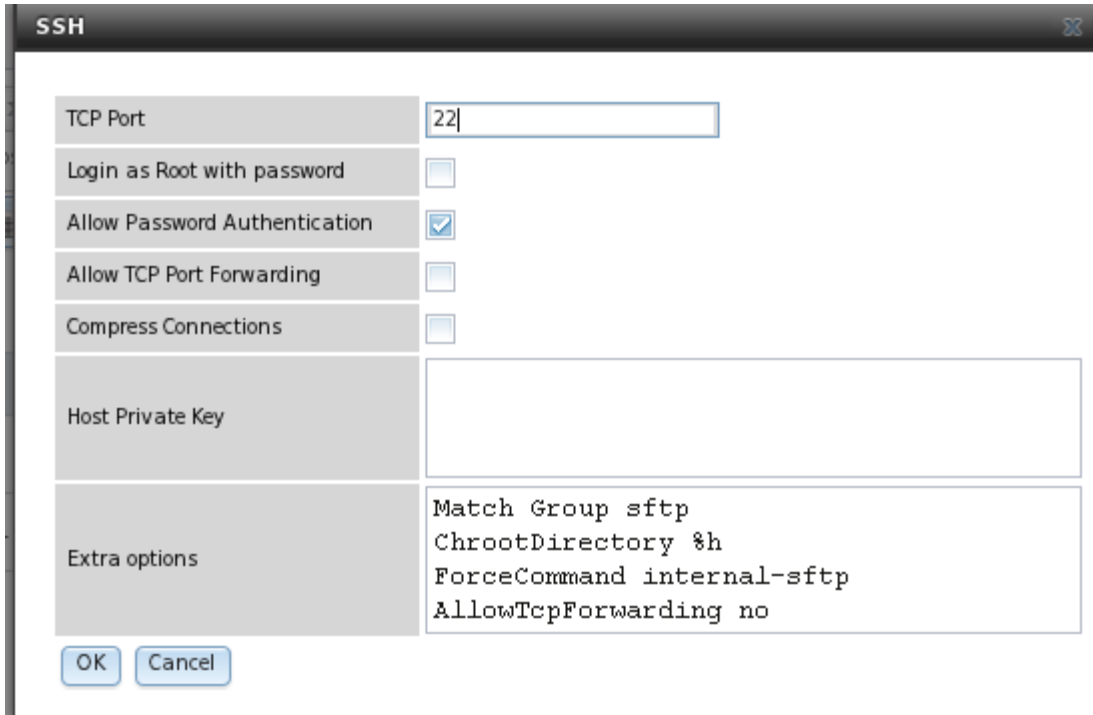 SSH
TCP Port 22
Login as Root with password
Allow Password Authentication
Allow TCP Port Forwarding
Compress Connections
Host Private Key
Extra options
Match Group sftp
ChrootDirectory %h
ForceCommand internal-sftp
AllowTcpForwarding no
OK Cancel